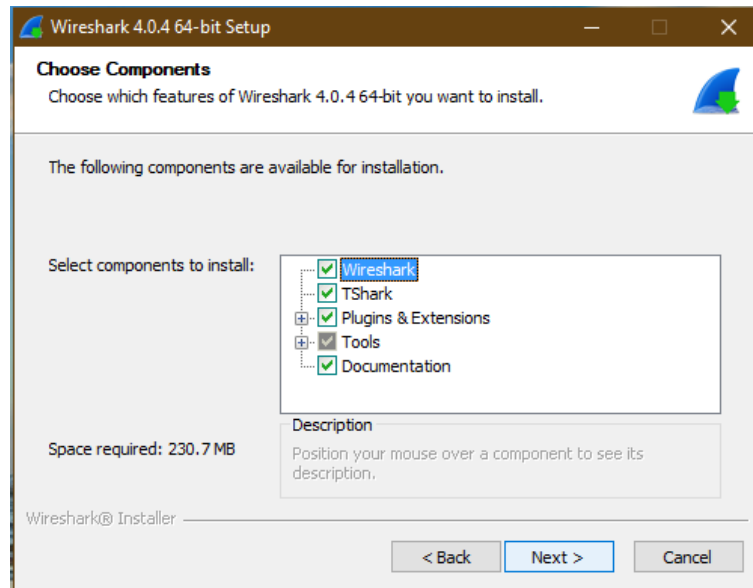 Wireshark 4.0.4 64-bit Setup
Choose Components
Choose which features of Wireshark 4.0.4 64-bit you want to install.
The following components are available for installation.
Select components to install:
Wireshark
TShark
Plugins & Extensions
Tools
Documentation
Space required: 230.7 MB
Description
Position your mouse over a component to see its
description.
Wireshark® Installer
< Back
Next >
Cancel